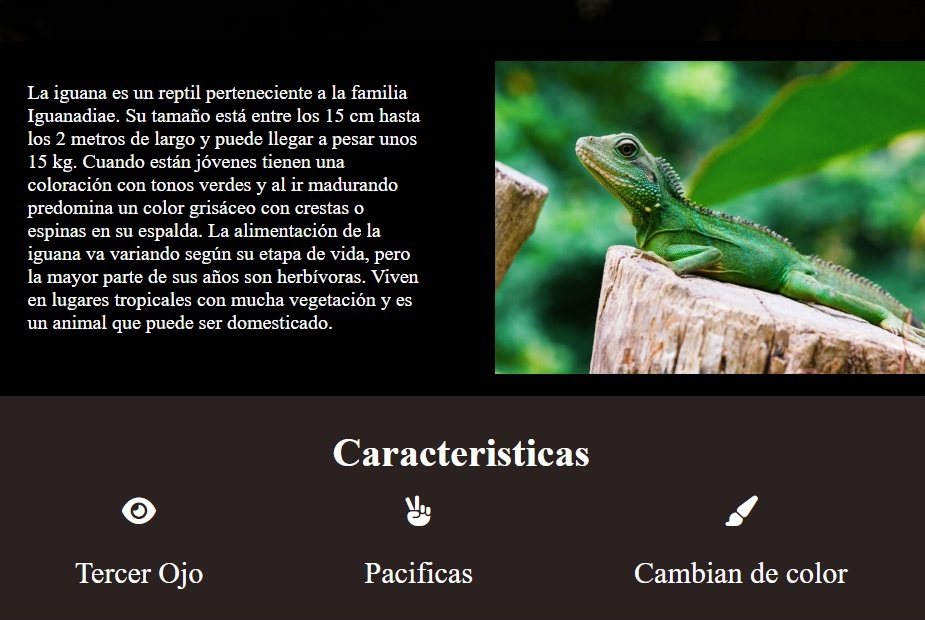 La iguana es un reptil perteneciente a la familia
Iguanadiae. Su tamaño está entre los 15 cm hasta
los 2 metros de largo y puede llegar a pesar unos
15 kg. Cuando están jóvenes tienen una
coloración con tonos verdes y al ir madurando
predomina un color grisáceo con crestas o
espinas en su espalda. La alimentación de la
iguana va variando según su etapa de vida, pero
la mayor parte de sus años son herbívoras. Viven
en lugares tropicales con mucha vegetación y es
un animal que puede ser domesticado.
Caracteristicas
Tercer Ojo
Pacificas
Cambian de color